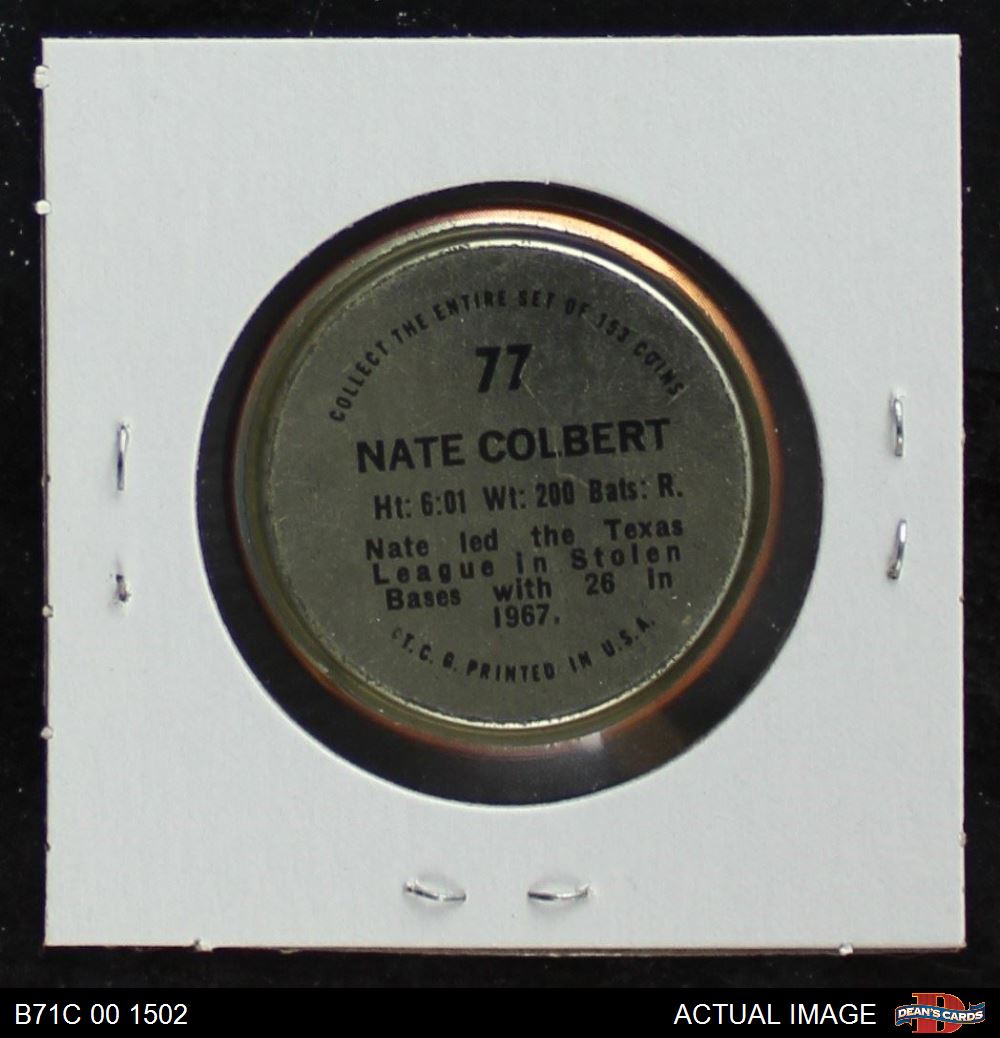 COLLECT THE ENTIRE SET OF 153 COINS
77
NATE COLBERT
Ht: 6:01 Wt: 200 Bats: R.
Nate led the Texas
League in Stolen
Bases with 26 in
1967.
©T.C.G. PRINTED IN U.S.A.
B71C 00 1502
ACTUAL IMAGE
D
DEAN'S CARDS